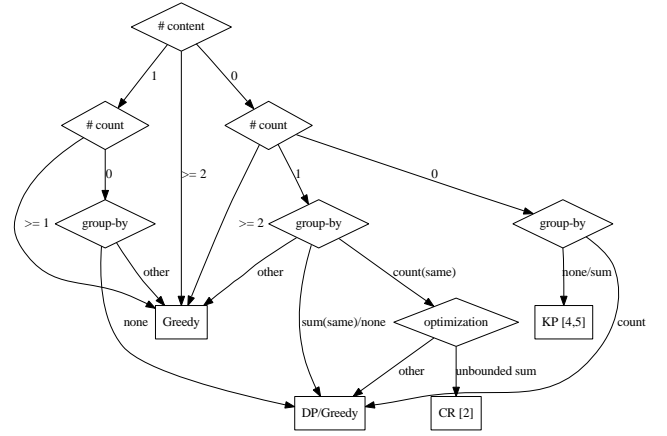 # content
1
0
# count
# count
0
>= 2
1
0
>= 1
group-by
>= 2
group-by
group-by
other
other
count(same)
none/sum
none
Greedy
sum(same)/none
optimization
KP [4,5]
count
other
unbounded sum
DP/Greedy
CR [2]